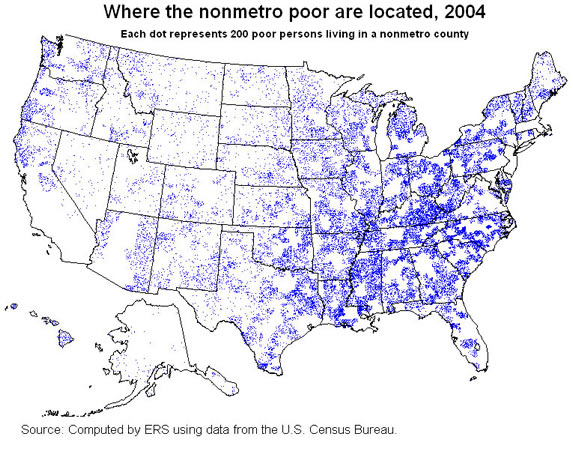 Where the nonmetro poor are located, 2004
Each dot represents 200 poor persons living in a nonmetro county
Source: Computed by ERS using data from the U.S. Census Bureau.